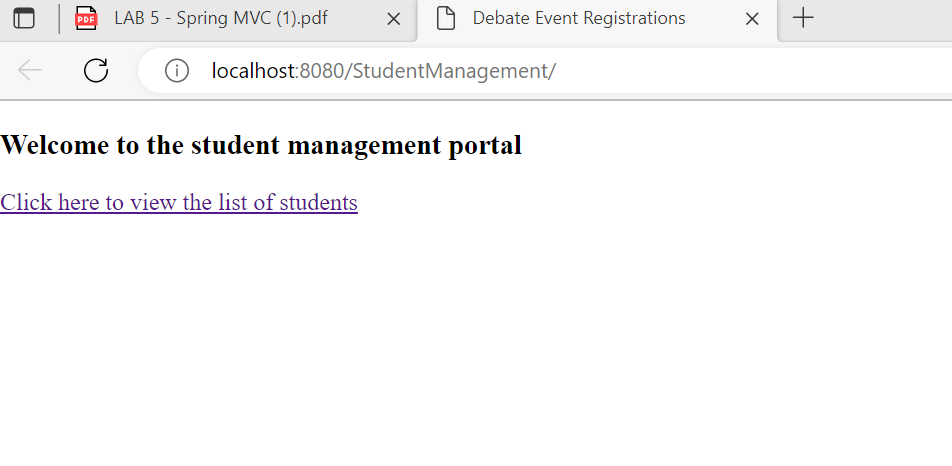 LAB 5 - Spring MVC (1).pdf
Debate Event Registrations
localhost:8080/StudentManagement/
Welcome to the student management portal
Click here to view the list of students